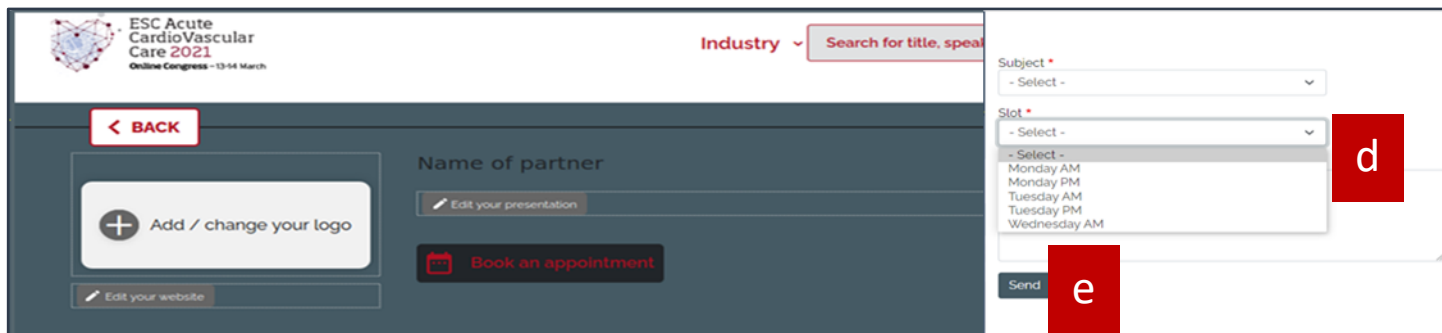 ESC Acute
CardioVascular
Care 2021
Online Congress – 13-14 March
Industry
Search for title, speak
BACK
Add / change your logo
Edit your website
Name of partner
Edit your presentation
Book an appointment
Subject *
- Select -
Slot *
- Select -
- Select -
Monday AM
Monday PM
Tuesday AM
Tuesday PM
Wednesday AM
d
Send
e